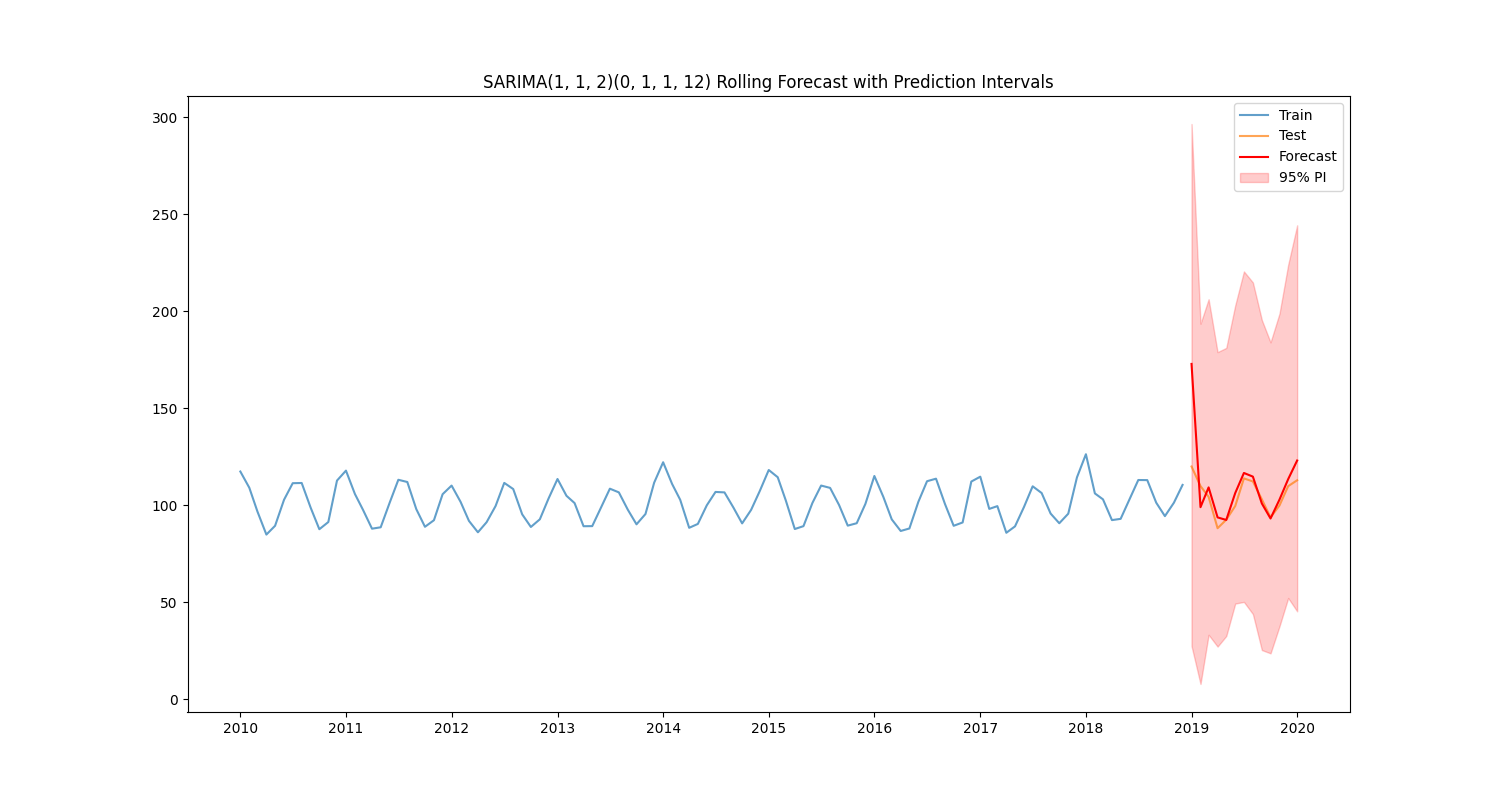 SARIMA(1, 1, 2)(0, 1, 1, 12) Rolling Forecast with Prediction Intervals
300
250
200
150
100
50
0
Train
Test
Forecast
95% PI
2010 2011 2012 2013 2014 2015 2016 2017 2018 2019 2020